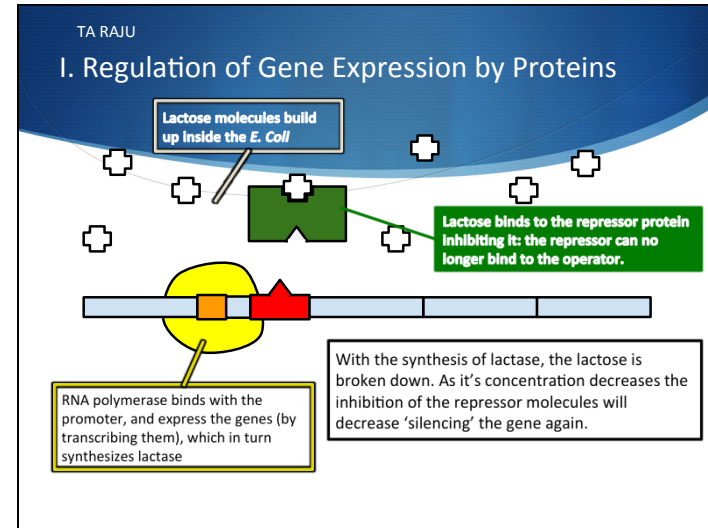 TA RAJU
I. Regulation of Gene Expression by Proteins
Lactose molecules build
up inside the E. Coli
Lactose binds to the repressor protein
inhibiting it: the repressor can no
longer bind to the operator.
RNA polymerase binds with the
promoter, and express the genes (by
transcribing them), which in turn
synthesizes lactase
With the synthesis of lactase, the lactose is
broken down. As it’s concentration decreases the
inhibition of the repressor molecules will
decrease ‘silencing’ the gene again.